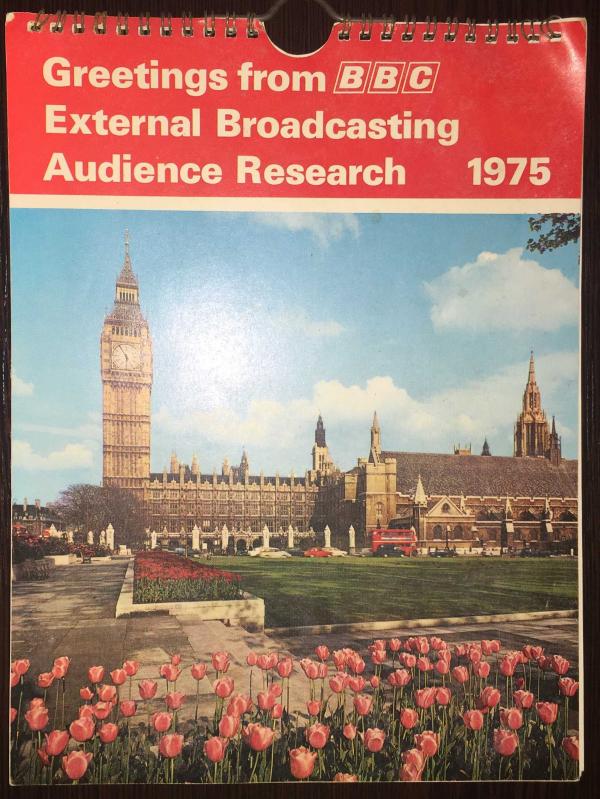 Greetings from BBC
External Broadcasting
Audience Research 1975